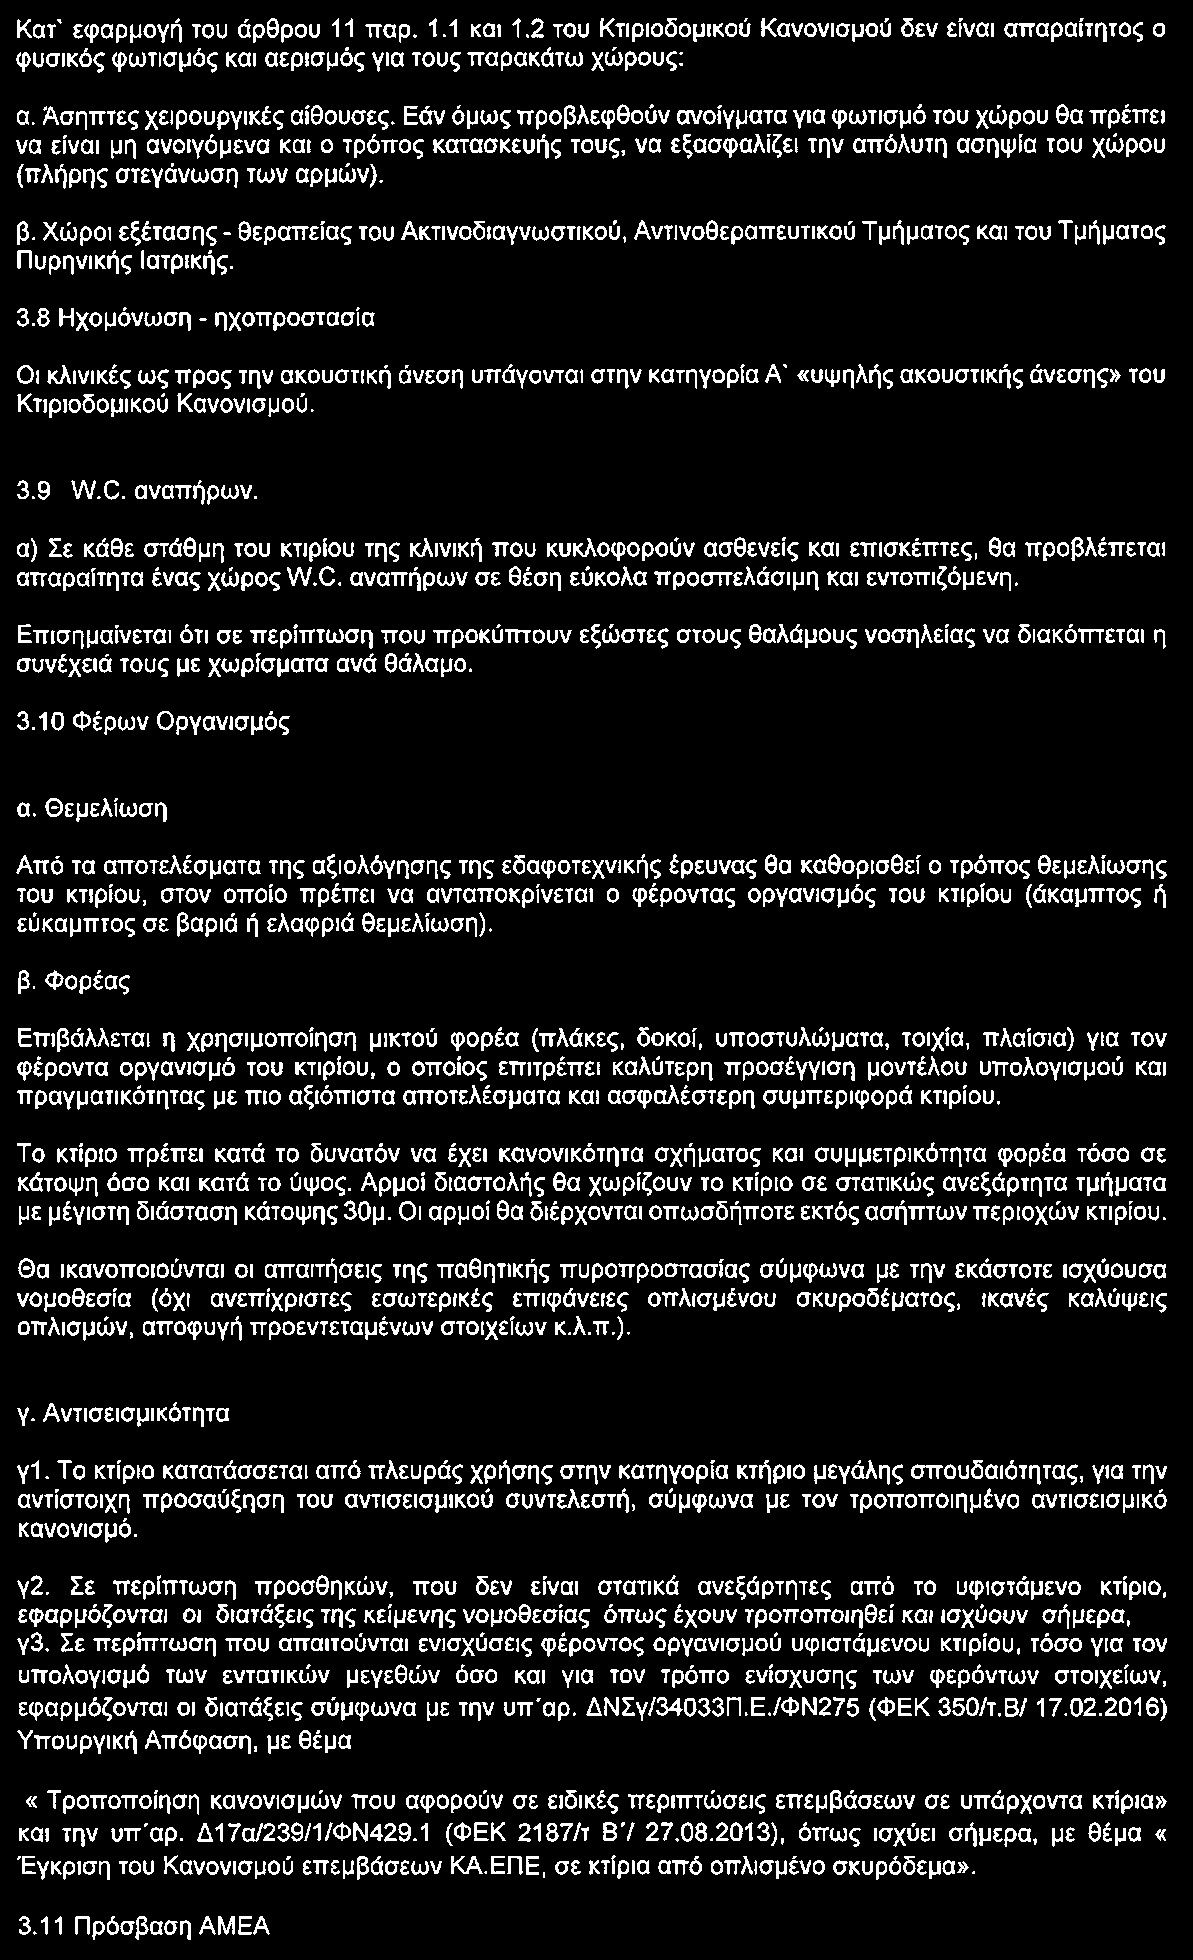 Κατ' εφαρμογή του άρθρου 11 παρ. 1.1 και 1.2 του Κτιριοδομικού Κανονισμού δεν είναι απαραίτητος ο
φυσικός φωτισμός και αερισμός για τους παρακάτω χώρους:
α. Άσηπτες χειρουργικές αίθουσες. Εάν όμως προβλεφθούν ανοίγματα για φωτισμό του χώρου θα πρέπει
να είναι μη ανοιγόμενα και ο τρόπος κατασκευής τους, να εξασφαλίζει την απόλυτη ασηψία του χώρου
(πλήρης στεγάνωση των αρμών).
β. Χώροι εξέτασης - θεραπείας του Ακτινοδιαγνωστικού, Αντινοθεραπευτικού Τμήματος και του Τμήματος
Πυρηνικής Ιατρικής.
3.8 Ηχομόνωση - ηχοπροστασία
Οι κλινικές ως προς την ακουστική άνεση υπάγονται στην κατηγορία Α' «υψηλής ακουστικής άνεσης» του
Κτιριοδομικού Κανονισμού.
3.9 W.C. αναπήρων.
α) Σε κάθε στάθμη του κτιρίου της κλινική που κυκλοφορούν ασθενείς και επισκέπτες, θα προβλέπεται
απαραίτητα ένας χώρος W.C. αναπήρων σε θέση εύκολα προσπελάσιμη και εντοπιζόμενη.
Επισημαίνεται ότι σε περίπτωση που προκύπτουν εξώστες στους θαλάμους νοσηλείας να διακόπτεται η
συνέχειά τους με χωρίσματα ανά θάλαμο.
3.10 Φέρων Οργανισμός
α. Θεμελίωση
Από τα αποτελέσματα της αξιολόγησης της εδαφοτεχνικής έρευνας θα καθορισθεί ο τρόπος θεμελίωσης
του κτιρίου, στον οποίο πρέπει να ανταποκρίνεται ο φέροντας οργανισμός του κτιρίου (άκαμπτος ή
εύκαμπτος σε βαριά ή ελαφριά θεμελίωση).
β. Φορέας
Επιβάλλεται η χρησιμοποίηση μικτού φορέα (πλάκες, δοκοί, υποστυλώματα, τοιχία, πλαίσια) για τον
φέροντα οργανισμό του κτιρίου, ο οποίος επιτρέπει καλύτερη προσέγγιση μοντέλου υπολογισμού και
πραγματικότητας με πιο αξιόπιστα αποτελέσματα και ασφαλέστερη συμπεριφορά κτιρίου.
Το κτίριο πρέπει κατά το δυνατόν να έχει κανονικότητα σχήματος και συμμετρικότητα φορέα τόσο σε
κάτοψη όσο και κατά το ύψος. Αρμοί διαστολής θα χωρίζουν το κτίριο σε στατικώς ανεξάρτητα τμήματα
με μέγιστη διάσταση κάτοψης 30μ. Οι αρμοί θα διέρχονται οπωσδήποτε εκτός ασήπτων περιοχών κτιρίου.
Θα ικανοποιούνται οι απαιτήσεις της παθητικής πυροπροστασίας σύμφωνα με την εκάστοτε ισχύουσα
νομοθεσία (όχι ανεπίχριστες εσωτερικές επιφάνειες οπλισμένου σκυροδέματος, ικανές καλύψεις
οπλισμών, αποφυγή προεντεταμένων στοιχείων κ.λ.π.).
γ. Αντισεισμικότητα
γ1. Το κτίριο κατατάσσεται από πλευράς χρήσης στην κατηγορία κτήριο μεγάλης σπουδαιότητας, για την
αντίστοιχη προσαύξηση του αντισεισμικού συντελεστή, σύμφωνα με τον τροποποιημένο αντισεισμικό
κανονισμό.
γ2. Σε περίπτωση προσθηκών, που δεν είναι στατικά ανεξάρτητες από το υφιστάμενο κτίριο,
εφαρμόζονται οι διατάξεις της κείμενης νομοθεσίας όπως έχουν τροποποιηθεί και ισχύουν σήμερα,
γ3. Σε περίπτωση που απαιτούνται ενισχύσεις φέροντος οργανισμού υφιστάμενου κτιρίου, τόσο για τον
υπολογισμό των εντατικών μεγεθών όσο και για τον τρόπο ενίσχυσης των φερόντων στοιχείων,
εφαρμόζονται οι διατάξεις σύμφωνα με την υπ'αρ. ΔΝΣγ/34033Π.Ε./ΦΝ275 (ΦΕΚ 350/τ.Β/ 17.02.2016)
Υπουργική Απόφαση, με θέμα
« Τροποποίηση κανονισμών που αφορούν σε ειδικές περιπτώσεις επεμβάσεων σε υπάρχοντα κτίρια»
και την υπ'αρ. Δ17α/239/1/ΦΝ429.1 (ΦΕΚ 2187/τ Β'/ 27.08.2013), όπως ισχύει σήμερα, με θέμα «
Έγκριση του Κανονισμού επεμβάσεων ΚΑ.ΕΠΕ, σε κτίρια από οπλισμένο σκυρόδεμα».
3.11 Πρόσβαση ΑΜΕΑ